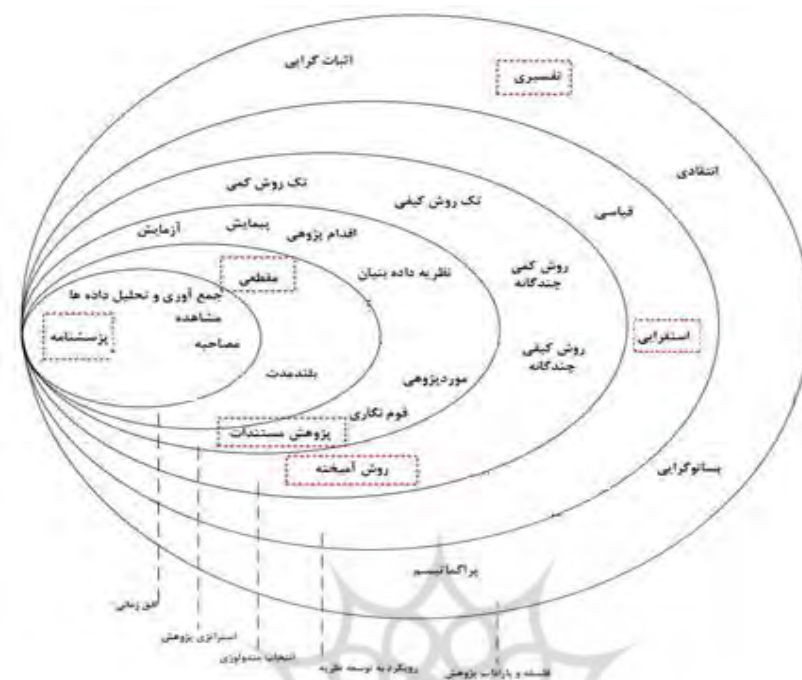 اثبات گرایی
تفسیری
انتقادی
قیاسی
تک روش کمی
تک روش کیفی
آزمایش
پیمایش
اقدام پژوهی
نظریه داده بنیان
روش کمی
چندگانه
مقطعی
جمع آوری و تحلیل داده ها
مشاهده
پرسشنامه
مصاحبه
استقرایی
روش کیفی
چندگانه
بلندمدت
موردپژوهی
قوم نگاری
پژوهش مستندات
روش آمیخته
پسانوگرایی
پراگماتیسم
افق زمانی
استراتژی پژوهش
انتخاب متدولوژی
رویکرد به توسعه نظریه
فلسفه و پارادایم پژوهش